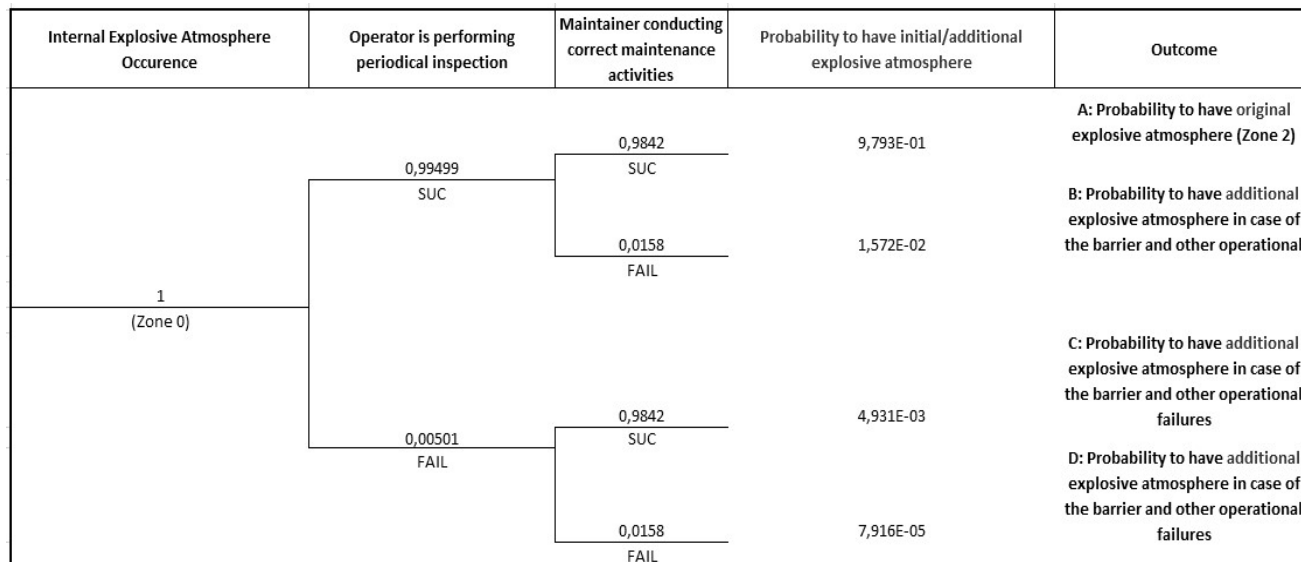 Internal Explosive Atmosphere
Occurence
Operator is performing
periodical inspection
Maintainer conducting
correct maintenance
activities
Probability to have initial/additional
explosive atmosphere
Outcome
A: Probability to have original
explosive atmosphere (Zone 2)
0,9842
9,793E-01
SUC
0,99499
SUC
B: Probability to have additional
explosive atmosphere in case of
the barrier and other operational
0,0158
1,572E-02
FAIL
1
(Zone 0)
C: Probability to have additional
explosive atmosphere in case of
the barrier and other operational
failures
0,9842
4,931E-03
SUC
0,00501
FAIL
D: Probability to have additional
explosive atmosphere in case of
the barrier and other operational
failures
0,0158
7,916E-05
FAIL